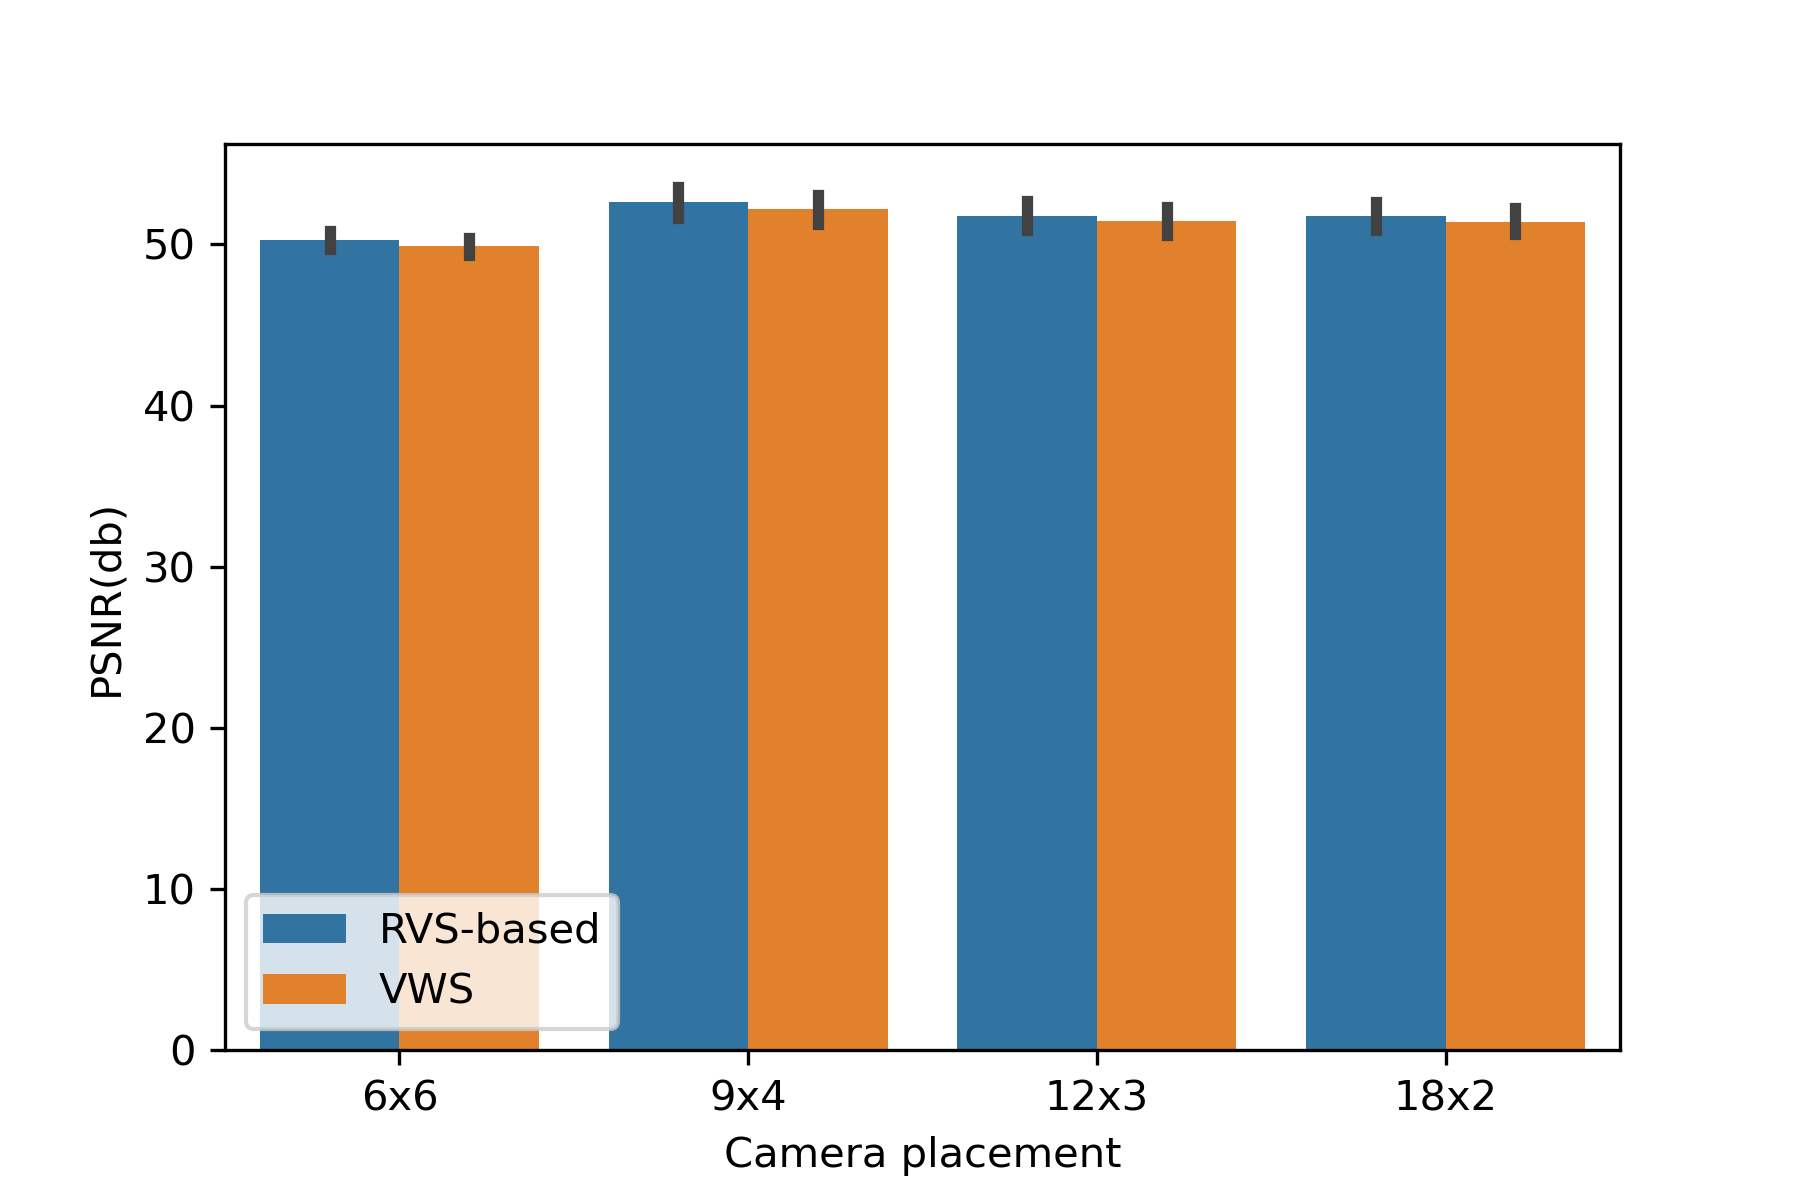 50
40
30
20
10
0
PSNR(db)
RVS-based
VWS
6x6
9x4
12x3
18x2
Camera placement